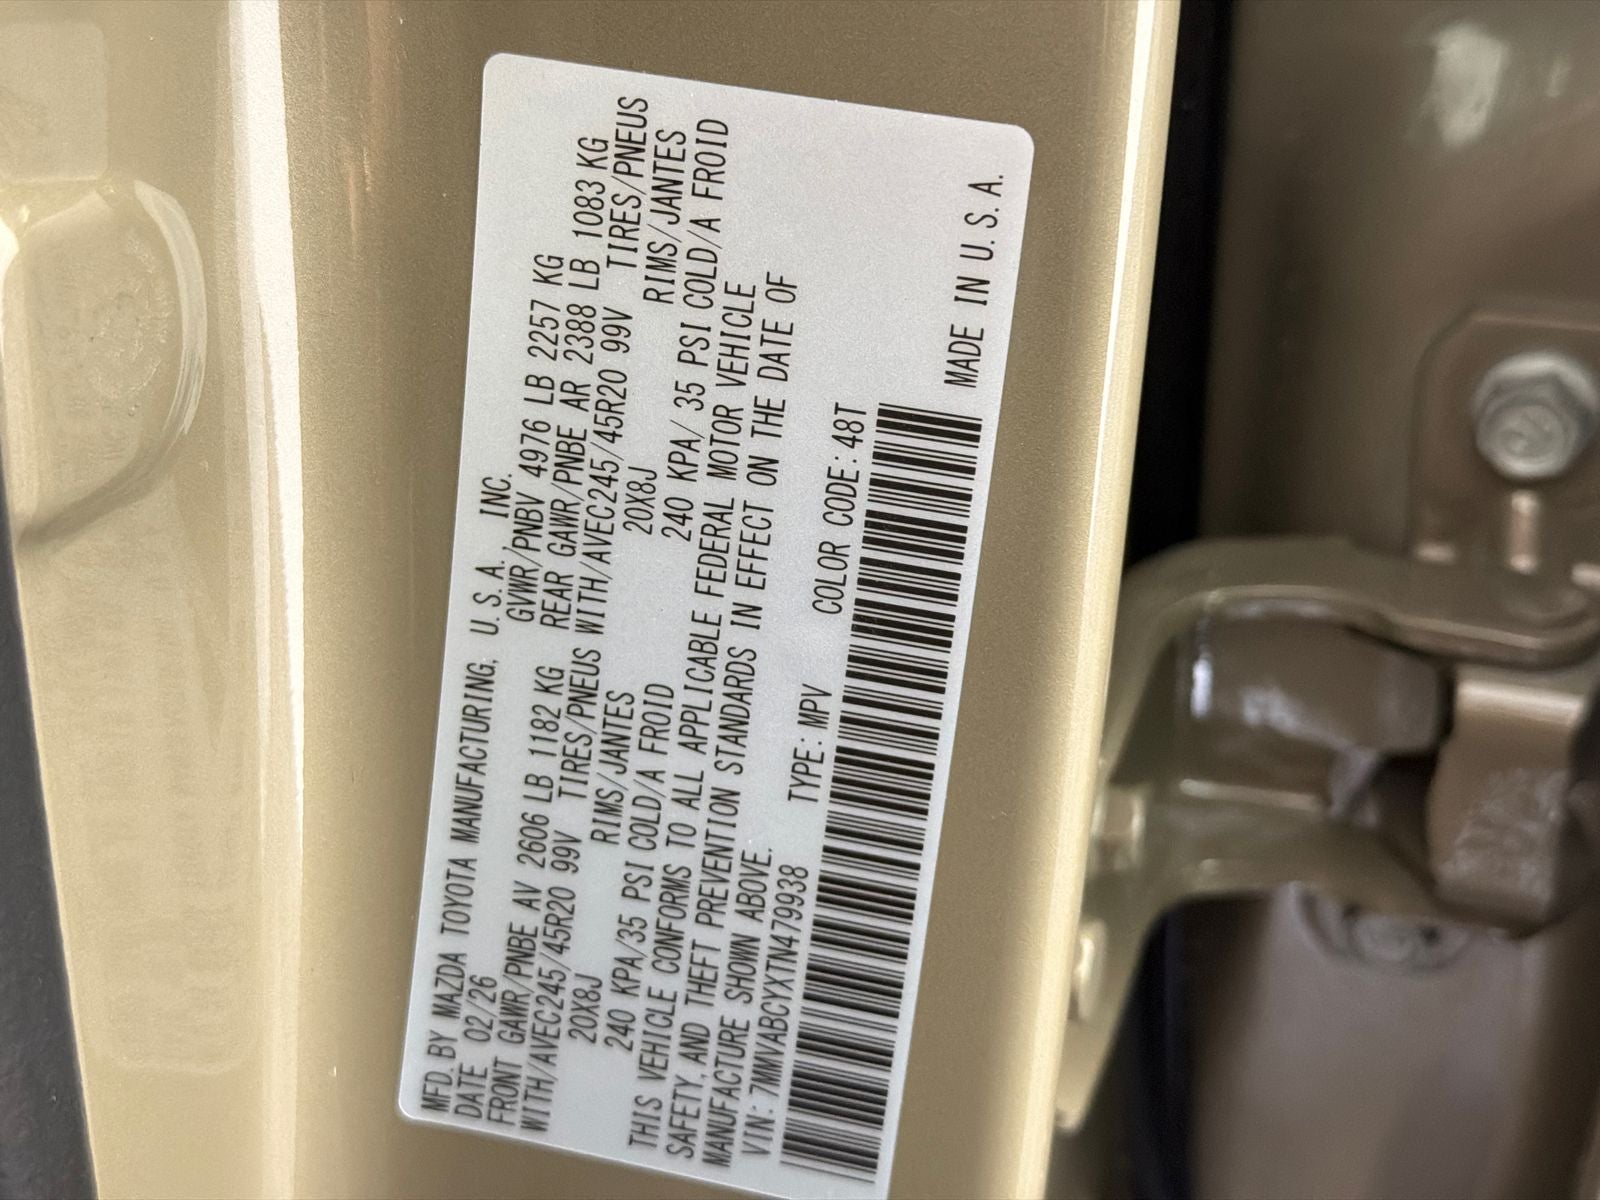 MFD. BY MAZDA TOYOTA MANUFACTURING, U.S.A., INC.
DATE 02/26 GVWR/PNBV 4976 LB 2257 KG
FRONT GAWR/PNBE AV 2606 LB 1182 KG REAR GAWR/PNBE AR 2388 LB 1083 KG
WITH/AVEC245/45R20 99V TIRES/PNEUS WITH/AVEC245/45R20 99V TIRES/PNEUS
20X8J RIMS/JANTES 20X8J RIMS/JANTES
240 KPA/35 PSI COLD/A FROID 240 KPA/ 35 PSI COLD/A FROID
THIS VEHICLE CONFORMS TO ALL APPLICABLE FEDERAL MOTOR VEHICLE
SAFETY, AND THEFT PREVENTION STANDARDS IN EFFECT ON THE DATE OF
MANUFACTURE SHOWN ABOVE.
VIN: 7MMVABCYXTN479938 TYPE: MPV COLOR CODE: 48T
MADE IN U.S.A.